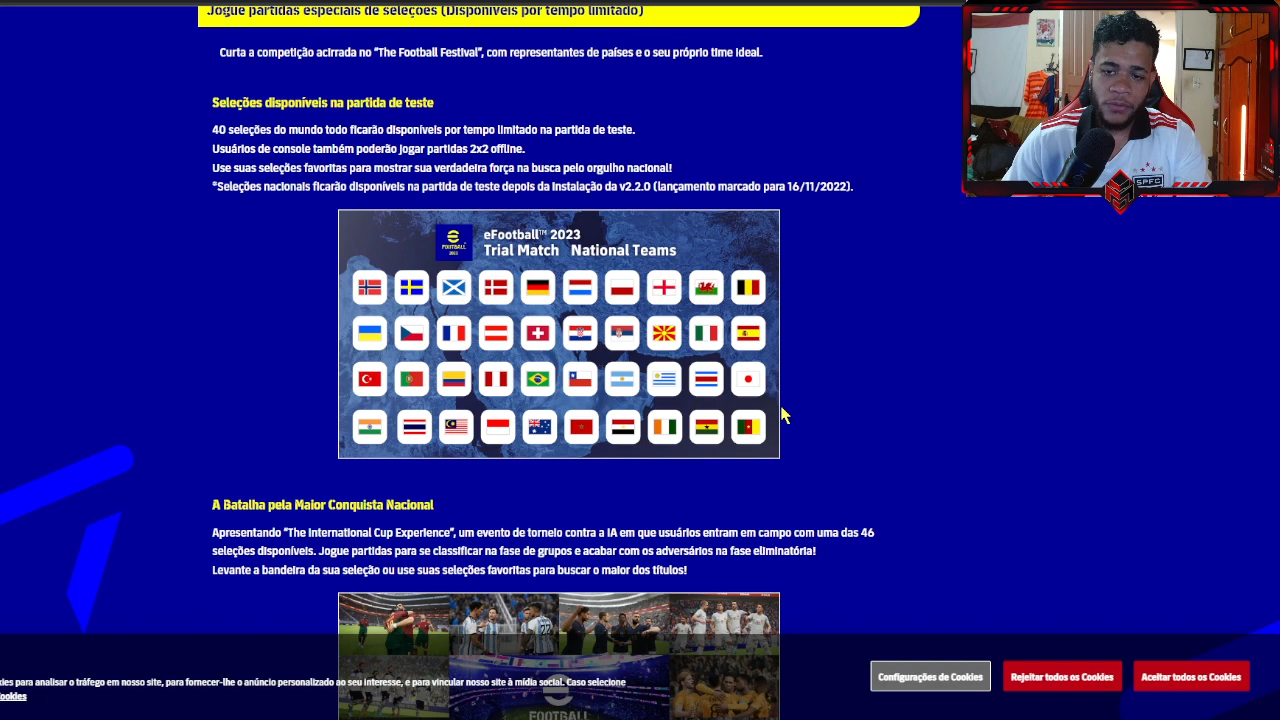 Jogue partidas especiais de seleções (Disponíveis por tempo limitado)
Curta a competição acirrada no "The Football Festival", com representantes de países e o seu próprio time ideal.
Seleções disponíveis na partida de teste
40 seleções do mundo todo ficarão disponíveis por tempo limitado na partida de teste.
Usuários de console também poderão jogar partidas 2x2 offline.
Use suas seleções favoritas para mostrar sua verdadeira força na busca pelo orgulho nacional!
*Seleções nacionais ficarão disponíveis na partida de teste depois da Instalação da v2.2.0 (lançamento marcado para 16/11/2022).
FOOTBALL
2023
eFootball™ 2023
Trial Match National Teams
A Batalha pela Maior Conquista Nacional
Apresentando "The International Cup Experience", um evento de torneio contra a IA em que usuários entram em campo com uma das 46
seleções disponíveis. Jogue partidas para se classificar na fase de grupos e acabar com os adversários na fase eliminatória!
Levante a bandeira da sua seleção ou use suas seleções favoritas para buscar o maior dos títulos!
22
FOOTBALL
kies para analisar o tráfego em nosso site, para fornecer-lhe o anúncio personalizado ao seu interesse, e para vincular nosso site à mídia social. Caso selecione
ookies
Configurações de Cookies
Rejeitar todos os Cookies
Aceitar todos os Cookies
SPFC